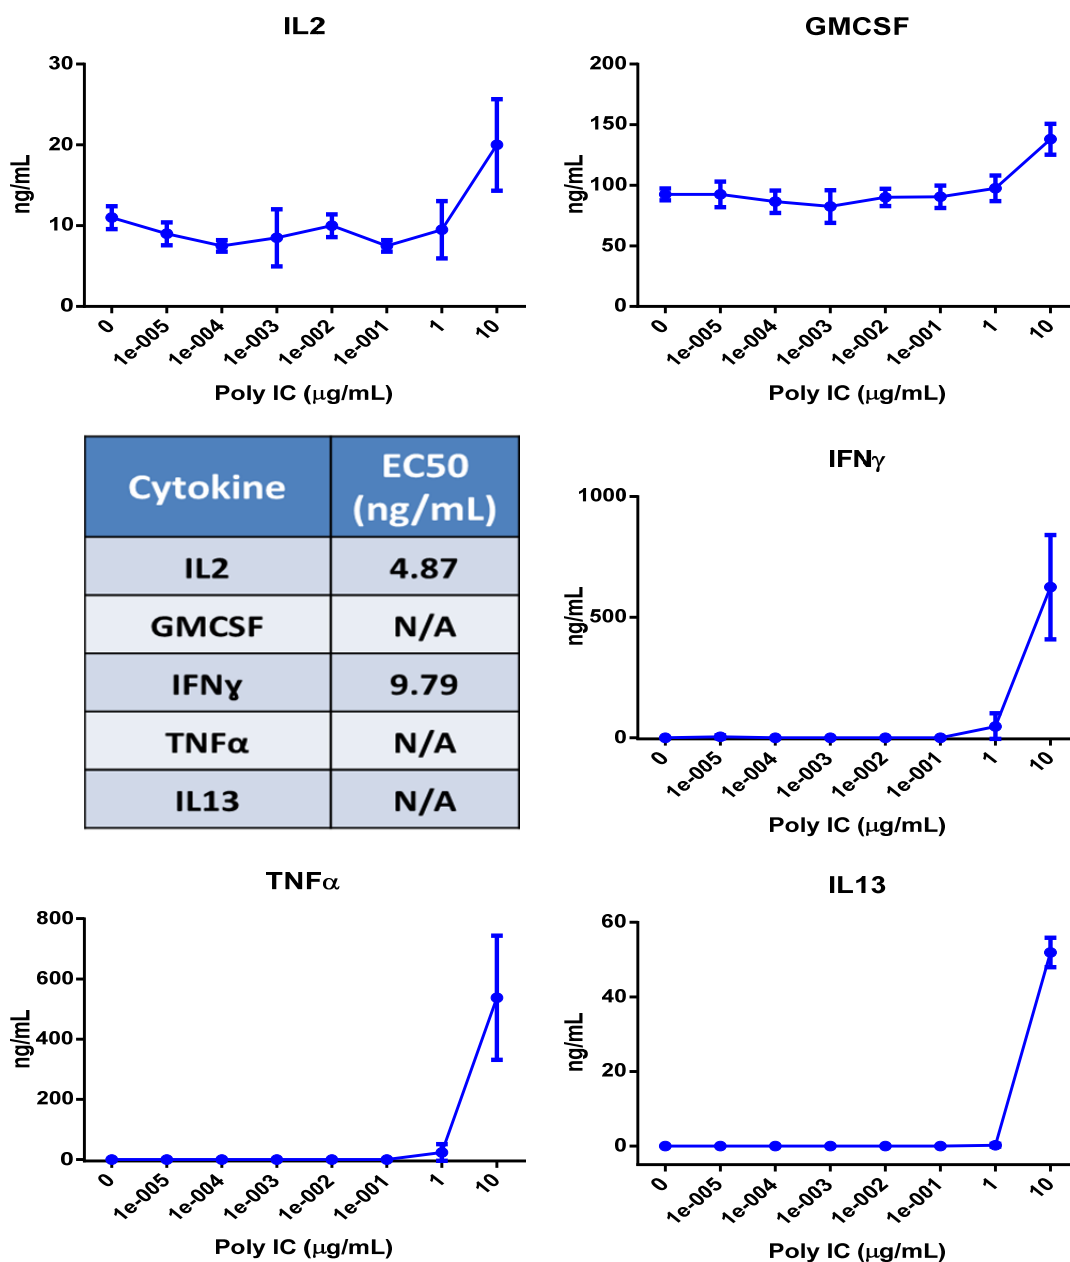 IL2
30
20
10
0
ng/mL
0
1e-005
1e-004
1e-003
1e-002
1e-001
1
10
Poly IC (μg/mL)
GMCSF
200
150
100
50
0
ng/mL
0
1e-005
1e-004
1e-003
1e-002
1e-001
1
10
Poly IC (μg/mL)
Cytokine EC50 (ng/mL)
IL2 4.87
GMCSF N/A
IFNɣ 9.79
TNFα N/A
IL13 N/A
IFNγ
1000
500
0
ng/mL
0
1e-005
1e-004
1e-003
1e-002
1e-001
1
10
Poly IC (μg/mL)
TNFα
800
600
400
200
0
ng/mL
0
1e-005
1e-004
1e-003
1e-002
1e-001
1
10
Poly IC (μg/mL)
IL13
60
40
20
0
ng/mL
0
1e-005
1e-004
1e-003
1e-002
1e-001
1
10
Poly IC (μg/mL)